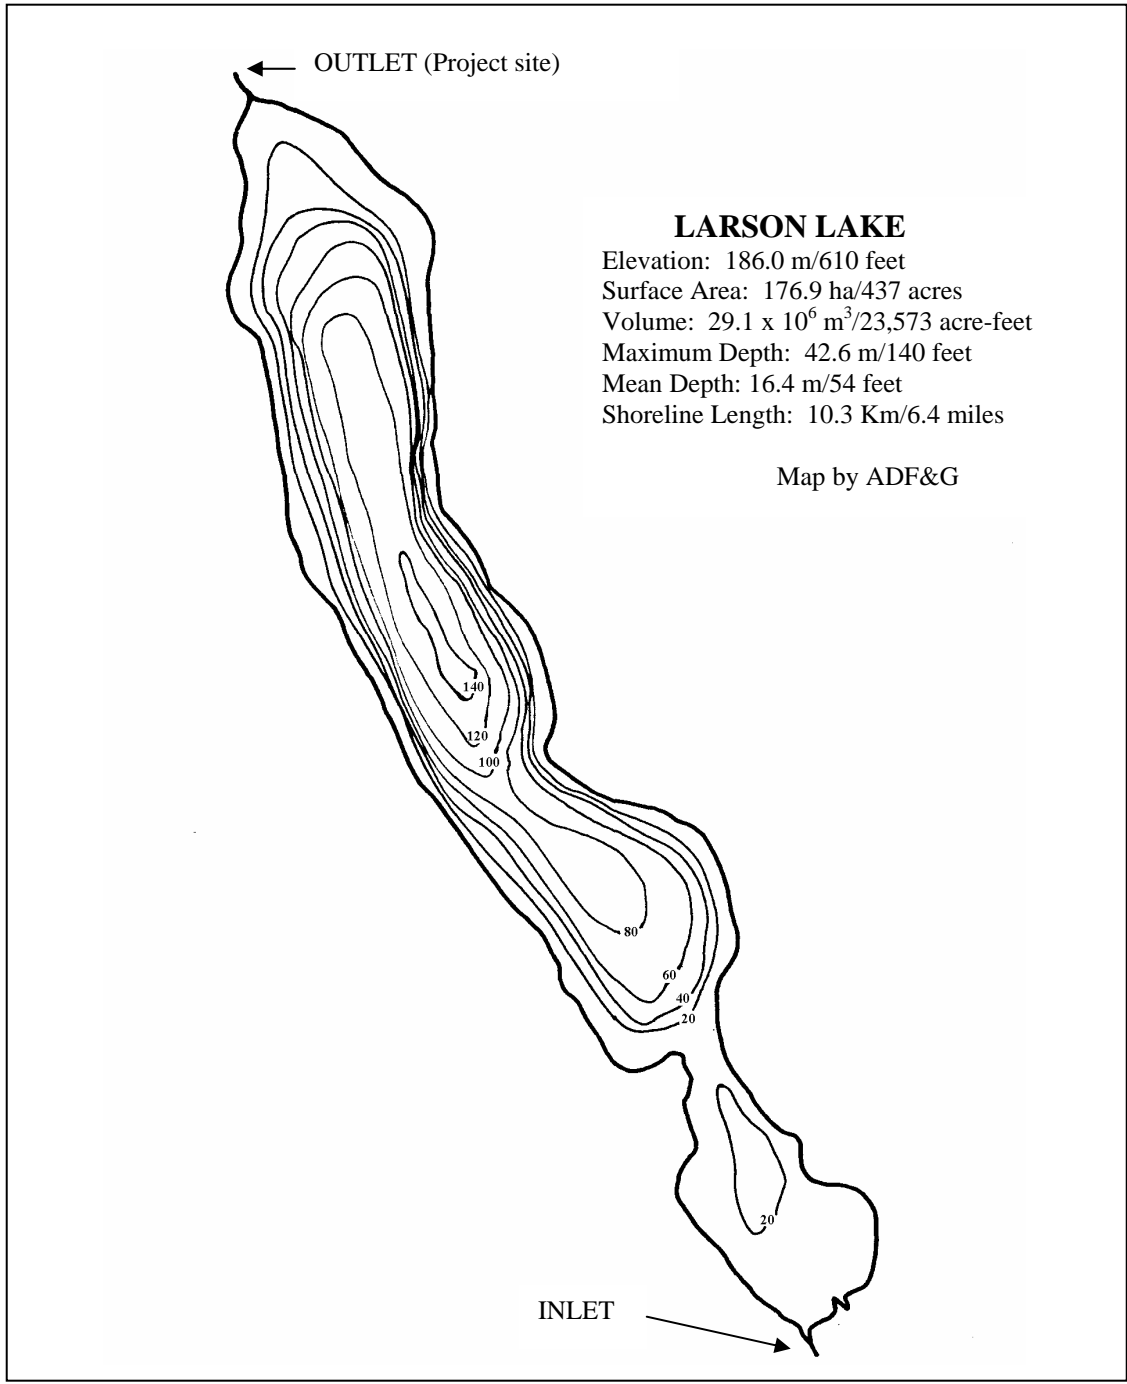 OUTLET (Project site)
LARSON LAKE
Elevation: 186.0 m/610 feet
Surface Area: 176.9 ha/437 acres
Volume: 29.1 x 10⁶ m³/23,573 acre-feet
Maximum Depth: 42.6 m/140 feet
Mean Depth: 16.4 m/54 feet
Shoreline Length: 10.3 Km/6.4 miles
Map by ADF&G
140
120
100
80
60
40
20
20
INLET